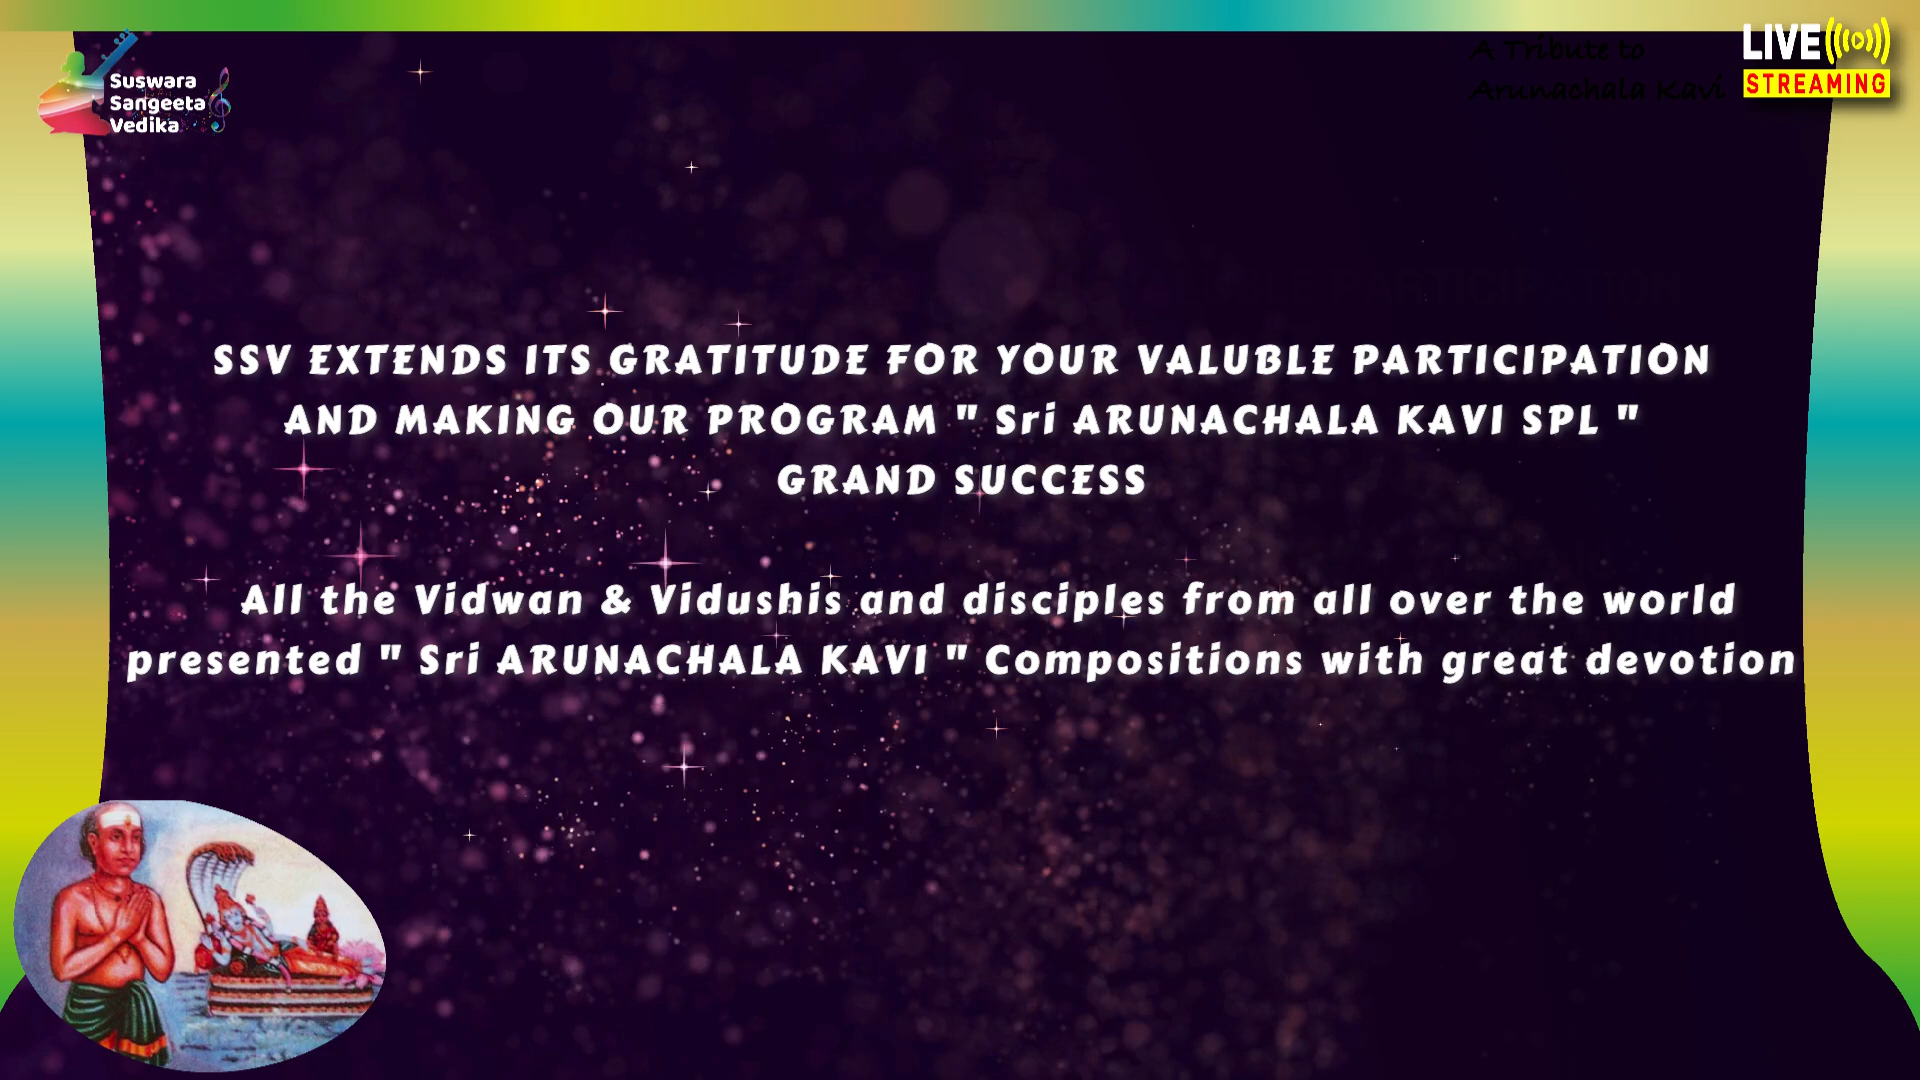 Suswara
Sangeeta
Vedika
A Tribute to
Arunachala Kavi
LIVE
STREAMING
SSV EXTENDS ITS GRATITUDE FOR YOUR VALUBLE PARTICIPATION
AND MAKING OUR PROGRAM " Sri ARUNACHALA KAVI SPL "
GRAND SUCCESS
All the Vidwan & Vidushis and disciples from all over the world
presented " Sri ARUNACHALA KAVI " Compositions with great devotion